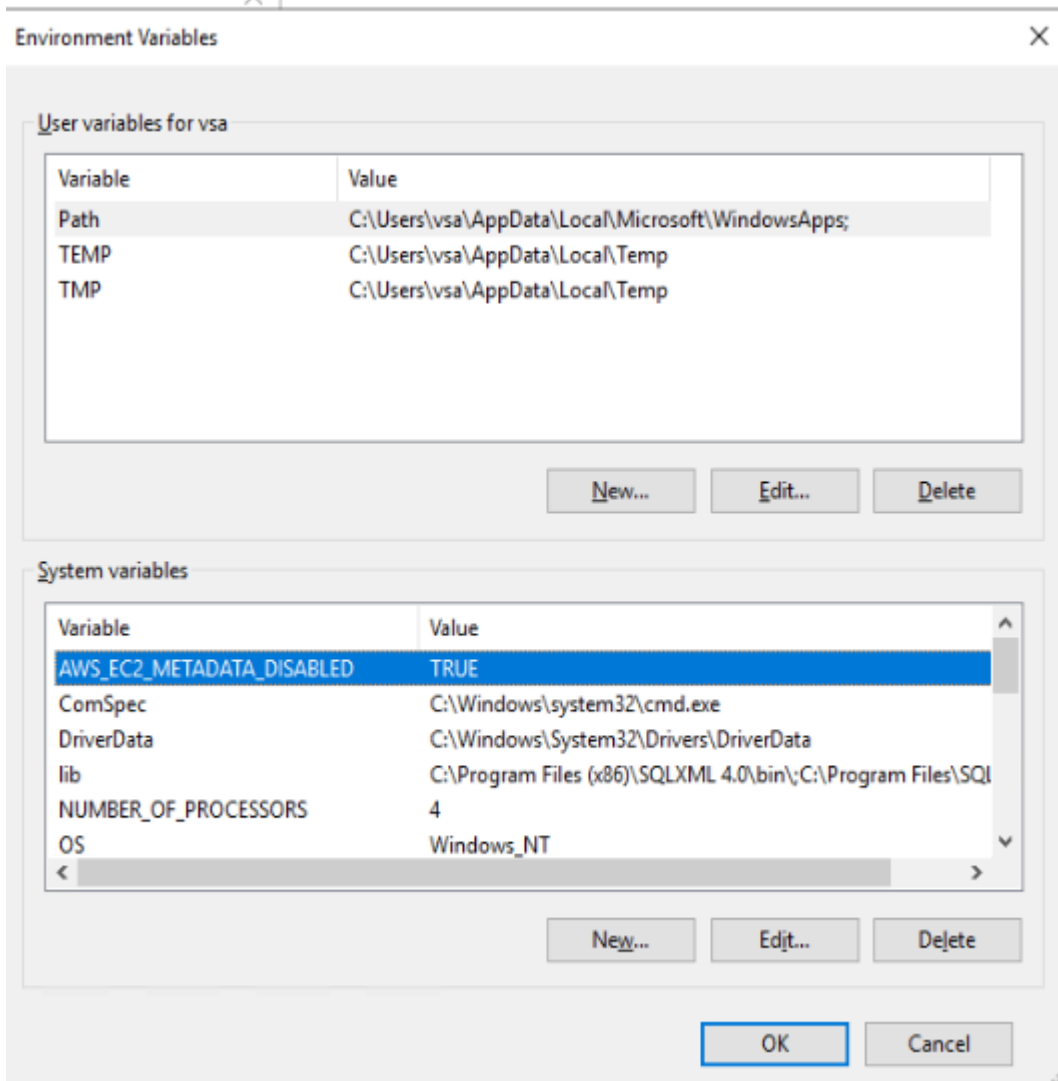 Environment Variables
User variables for vsa
Variable Value
Path C:\Users\vsa\AppData\Local\Microsoft\WindowsApps;
TEMP C:\Users\vsa\AppData\Local\Temp
TMP C:\Users\vsa\AppData\Local\Temp
New... Edit... Delete
System variables
Variable Value
AWS_EC2_METADATA_DISABLED TRUE
ComSpec C:\Windows\system32\cmd.exe
DriverData C:\Windows\System32\Drivers\DriverData
lib C:\Program Files (x86)\SQLXML 4.0\bin\;C:\Program Files\SQL
NUMBER_OF_PROCESSORS 4
OS Windows_NT
New... Edit... Delete
OK Cancel